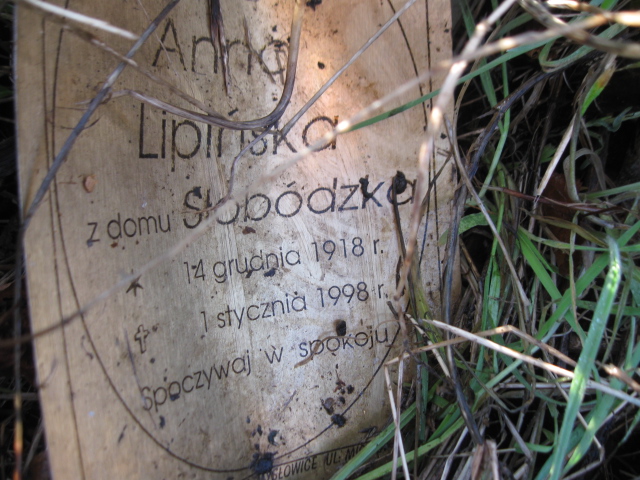 Anna
Lipińska
z domu Słobódzka
14 grudnia 1918 r.
1 stycznia 1998 r.
Spoczywaj w spokoju